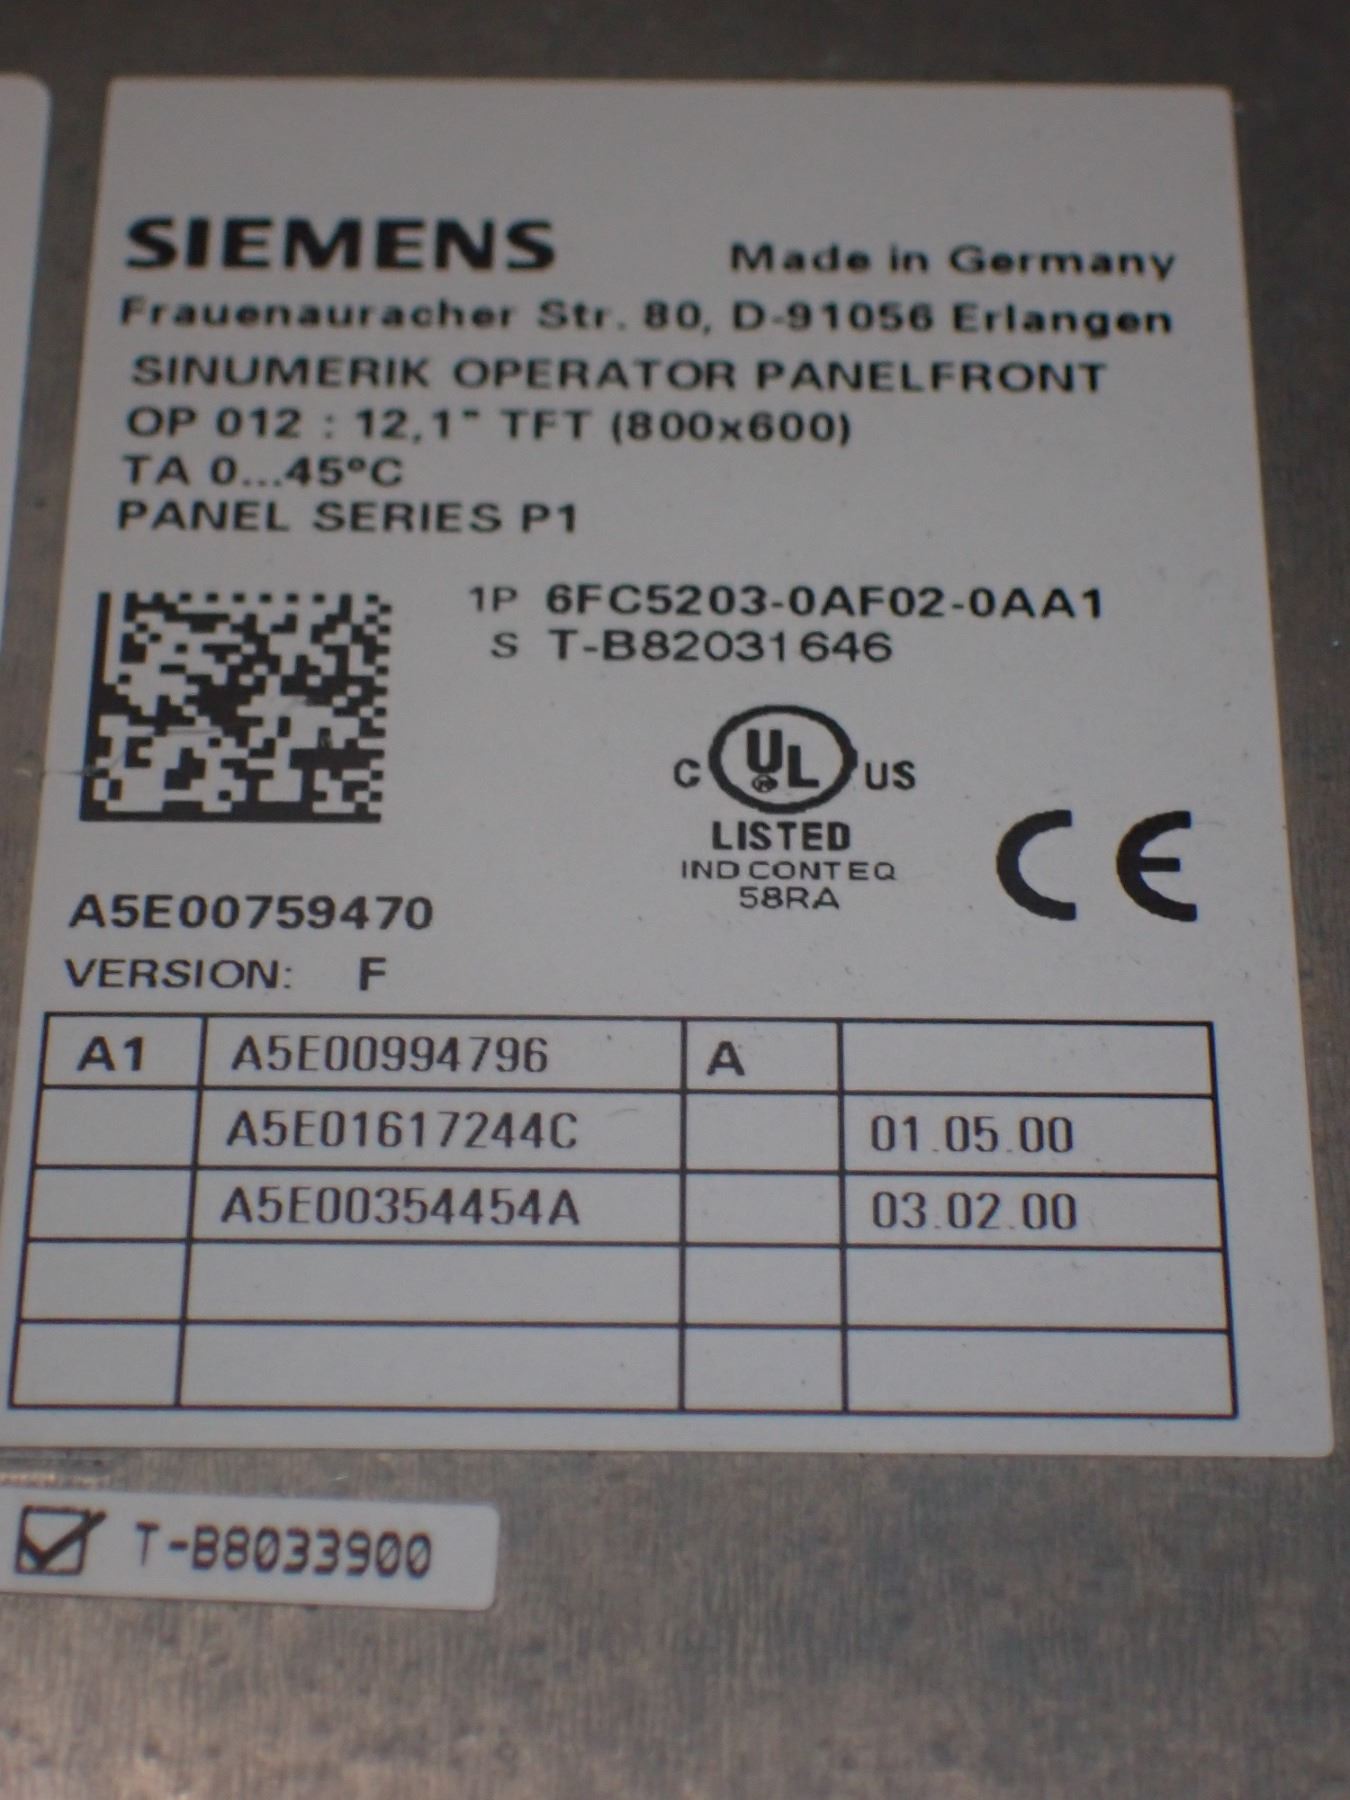 SIEMENS Made in Germany
Frauenauracher Str. 80, D-91056 Erlangen
SINUMERIK OPERATOR PANELFRONT
OP 012 : 12,1" TFT (800x600)
TA 0...45°C
PANEL SERIES P1
1P 6FC5203-0AF02-0AA1
S T-B82031646
C UL US
LISTED
IND CONT EQ
58RA
CE
A5E00759470
VERSION: F
A1 A5E00994796 A
A5E01617244C 01.05.00
A5E00354454A 03.02.00
T-B8033900